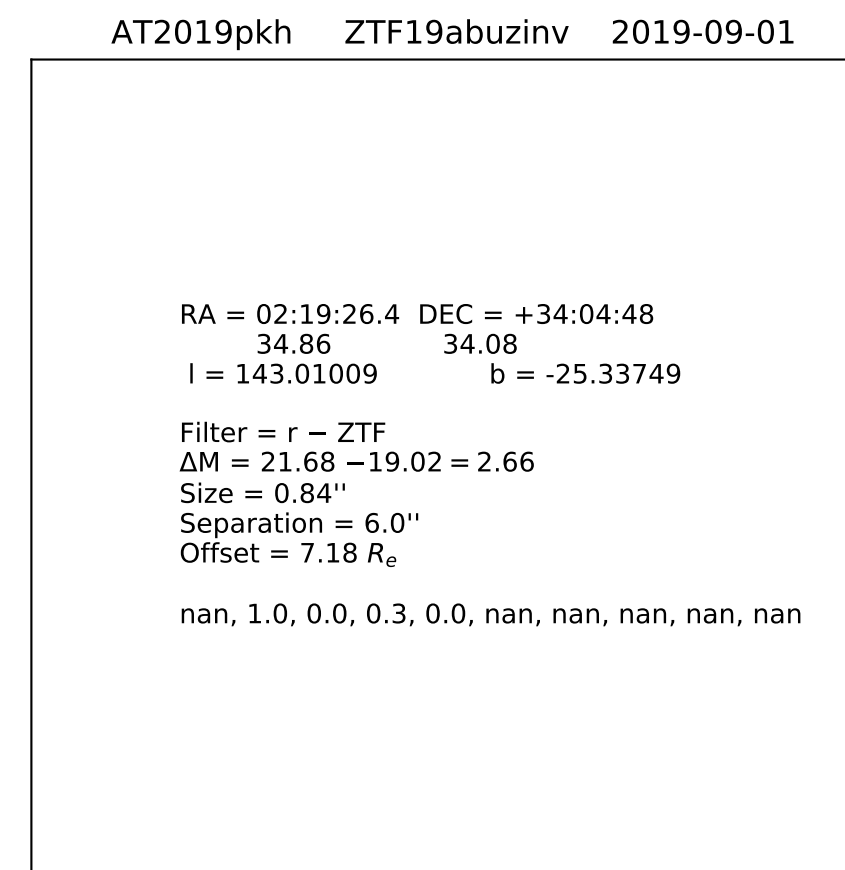 AT2019pkh ZTF19abuzinv 2019-09-01
RA = 02:19:26.4 DEC = +34:04:48
34.86 34.08
l = 143.01009 b = -25.33749
Filter = r − ZTF
ΔM = 21.68 −19.02 = 2.66
Size = 0.84''
Separation = 6.0''
Offset = 7.18 Re
nan, 1.0, 0.0, 0.3, 0.0, nan, nan, nan, nan, nan